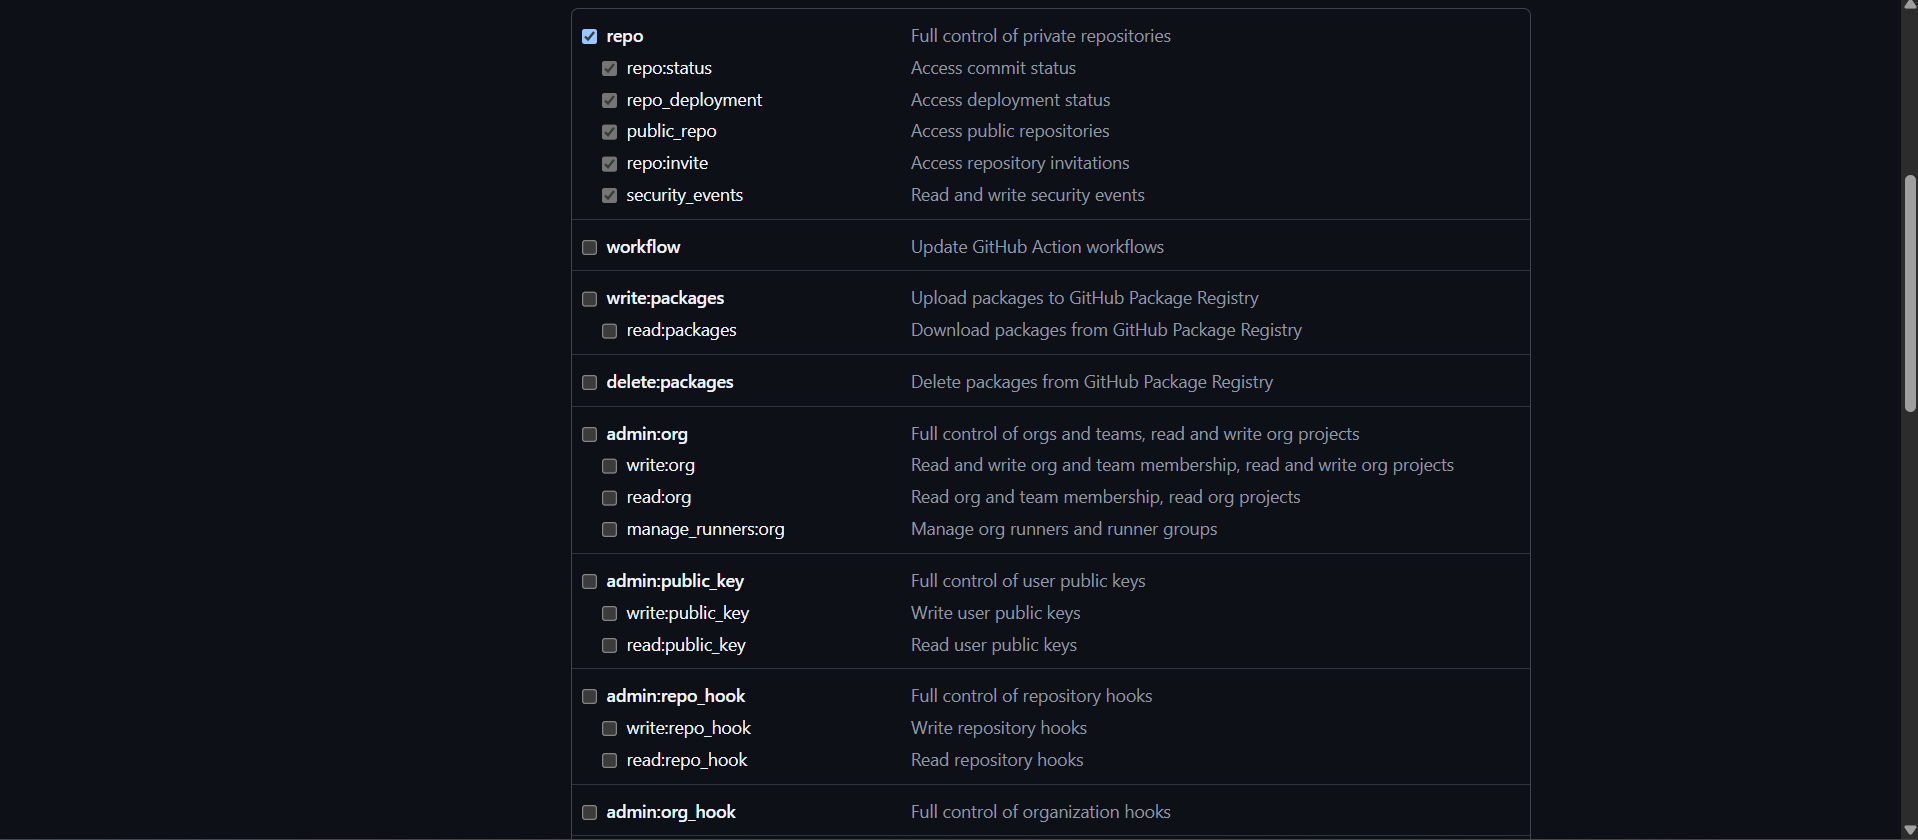 repo Full control of private repositories
repo:status Access commit status
repo_deployment Access deployment status
public_repo Access public repositories
repo:invite Access repository invitations
security_events Read and write security events
workflow Update GitHub Action workflows
write:packages Upload packages to GitHub Package Registry
read:packages Download packages from GitHub Package Registry
delete:packages Delete packages from GitHub Package Registry
admin:org Full control of orgs and teams, read and write org projects
write:org Read and write org and team membership, read and write org projects
read:org Read org and team membership, read org projects
manage_runners:org Manage org runners and runner groups
admin:public_key Full control of user public keys
write:public_key Write user public keys
read:public_key Read user public keys
admin:repo_hook Full control of repository hooks
write:repo_hook Write repository hooks
read:repo_hook Read repository hooks
admin:org_hook Full control of organization hooks